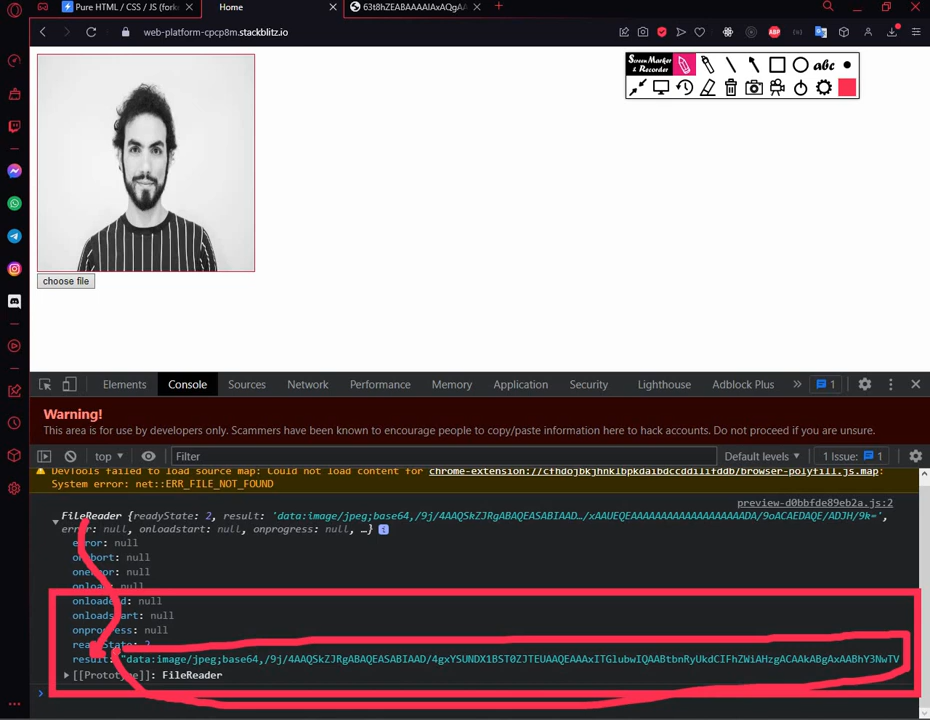 Pure HTML / CSS / JS (fork
Home
63t8hZEABAAAAIAxAQgA
web-platform-cpcp8m.stackblitz.io
ABP
Screen Marker
& Recorder
abc
choose file
Elements
Console
Sources
Network
Performance
Memory
Application
Security
Lighthouse
Adblock Plus
»
1
Warning!
This area is for use by developers only. Scammers have been known to encourage people to copy/paste information here to hack accounts. Do not proceed if you are unsure.
top
Filter
Default levels
1 Issue:
1
DevTools failed to load source map: Could not load content for chrome-extension://cfhdojbkjhnklbpkdaibdccddilifddb/browser-polyfill.js.map:
System error: net::ERR_FILE_NOT_FOUND
preview-d0bbfde89eb2a.js:2
FileReader {readyState: 2, result: 'data:image/jpeg;base64,/9j/4AAQSkZJRgABAQEASABIAAD…/xAAUEQEAAAAAAAAAAAAAAAAAAADA/9oACAEDAQE/ADJH/9k=',
error: null, onloadstart: null, onprogress: null, …}
error: null
onabort: null
onerror: null
onload: null
onloadend: null
onloadstart: null
onprogress: null
readyState: 2
result: "data:image/jpeg;base64,/9j/4AAQSkZJRgABAQEASABIAAD/4gxYSUNDX1BST0ZJTEUAAQEAAAxITGlubwIQAABtbnRyUkdCIFhZWiAHzgACAAkABgAxAABhY3NwTV
[[Prototype]]: FileReader